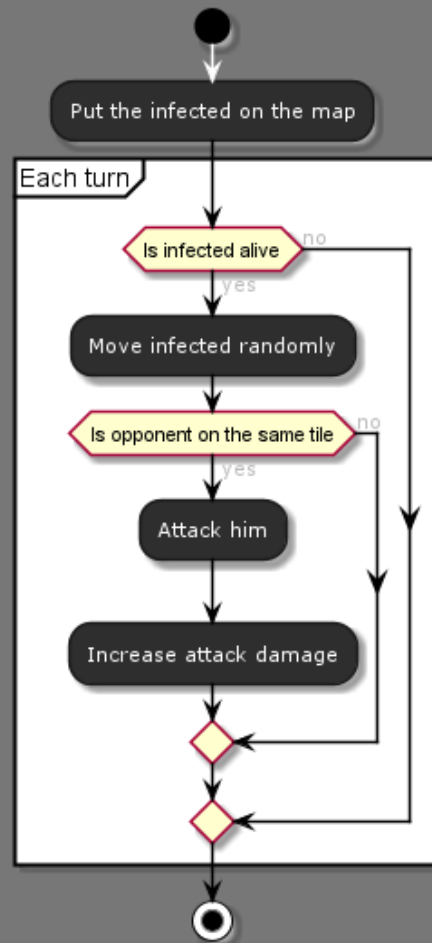 Put the infected on the map
Each turn
Is infected alive
no
yes
Move infected randomly
Is opponent on the same tile
no
yes
Attack him
Increase attack damage